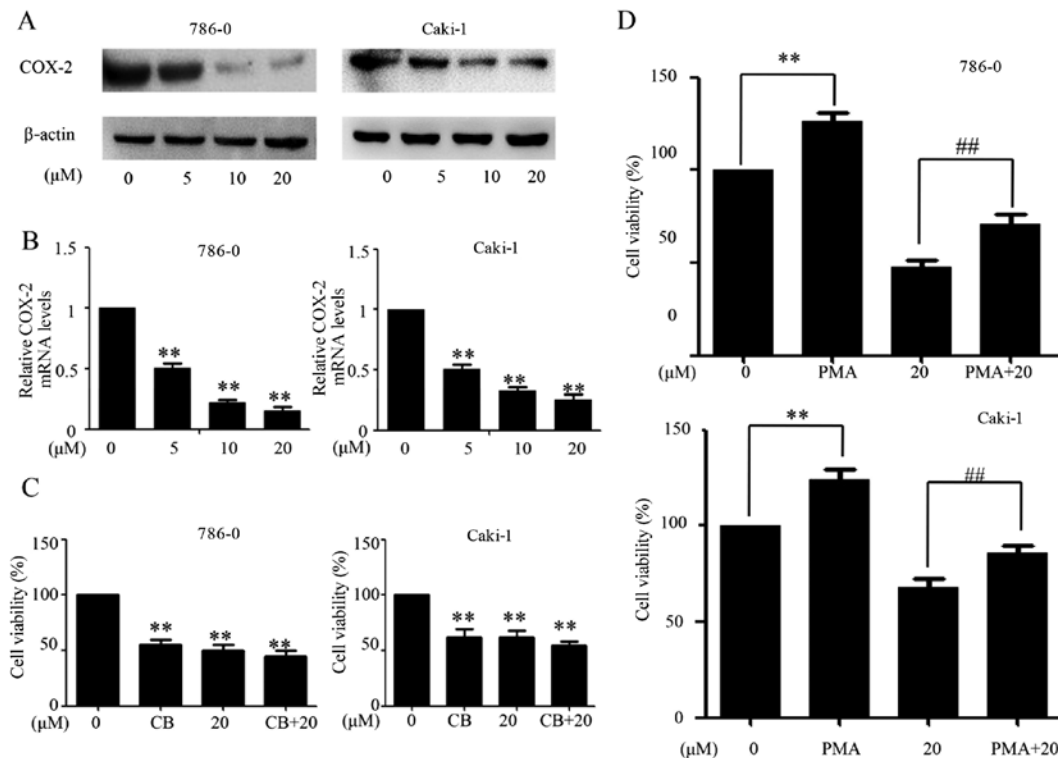 A
786-0
Caki-1
COX-2
β-actin
(μM)
0 5 10 20
0 5 10 20
B
786-0
Relative COX-2
mRNA levels
1.5
1
0.5
0
** ** **
(μM)
0 5 10 20
Caki-1
Relative COX-2
mRNA levels
1.5
1
0.5
0
** ** **
0 5 10 20
C
786-0
Cell viability (%)
150
100
50
0
** ** **
(μM)
0 CB 20 CB+20
Caki-1
Cell viability (%)
150
100
50
0
** ** **
0 CB 20 CB+20
D
786-0
Cell viability (%)
150
100
50
0
**
##
(μM)
0 PMA 20 PMA+20
Caki-1
Cell viability (%)
150
100
50
0
**
##
(μM)
0 PMA 20 PMA+20